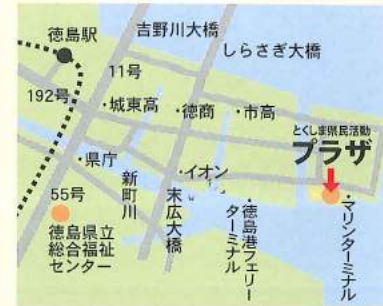 吉野川大橋
しらさぎ大橋
徳島駅
11号
192号
・城東高
・徳商
・市高
とくしま県民活動
プラザ
・県庁
・イオン
新町川
末広大橋
・徳島港フェリー
ターミナル
・マリンターミナル
55号
徳島県立
総合福祉
センター